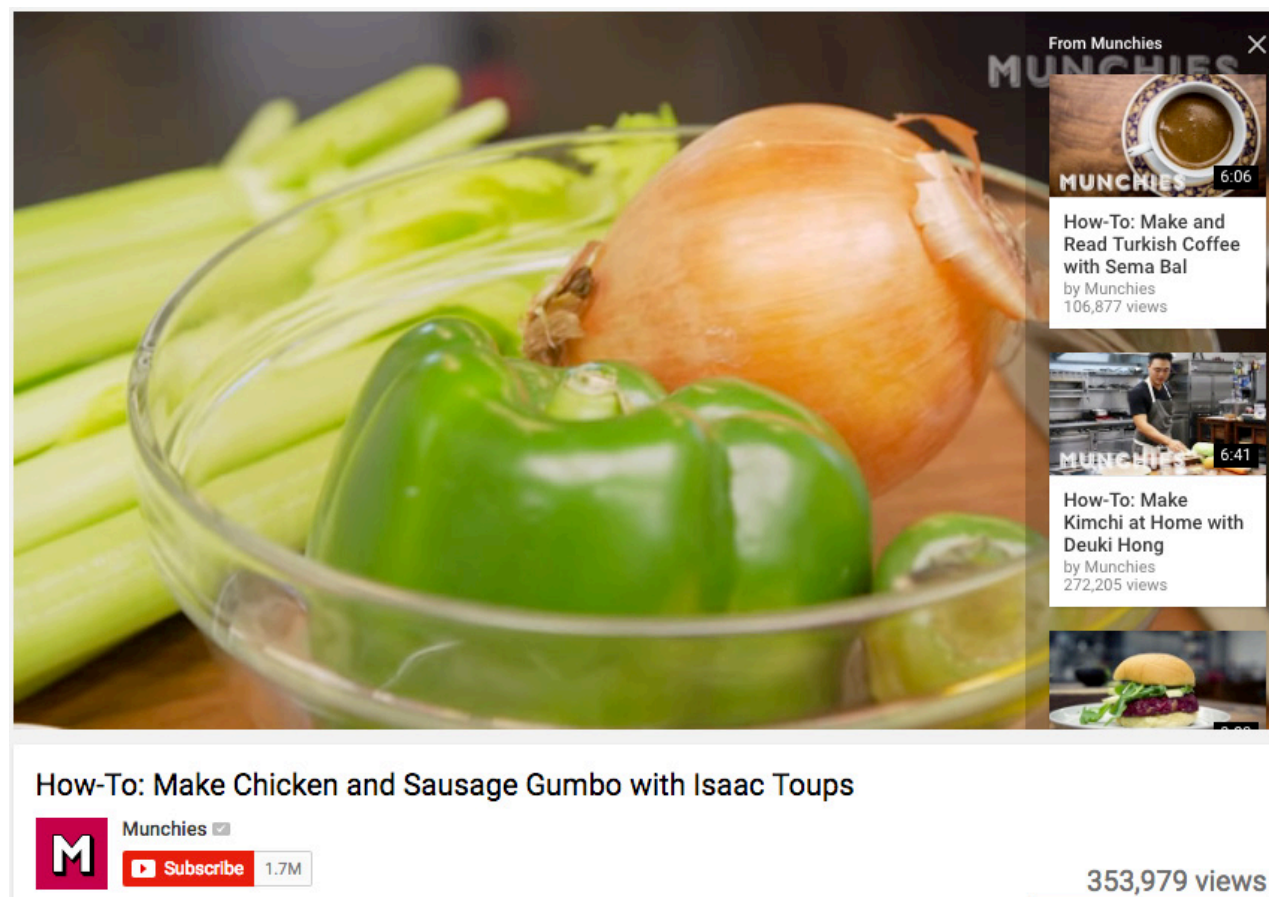 From Munchies
MUNCHIES
MUNCHIES
6:06
How-To: Make and
Read Turkish Coffee
with Sema Bal
by Munchies
106,877 views
MUNCHIES
6:41
How-To: Make
Kimchi at Home with
Deuki Hong
by Munchies
272,205 views
How-To: Make Chicken and Sausage Gumbo with Isaac Toups
M
Munchies
Subscribe 1.7M
353,979 views